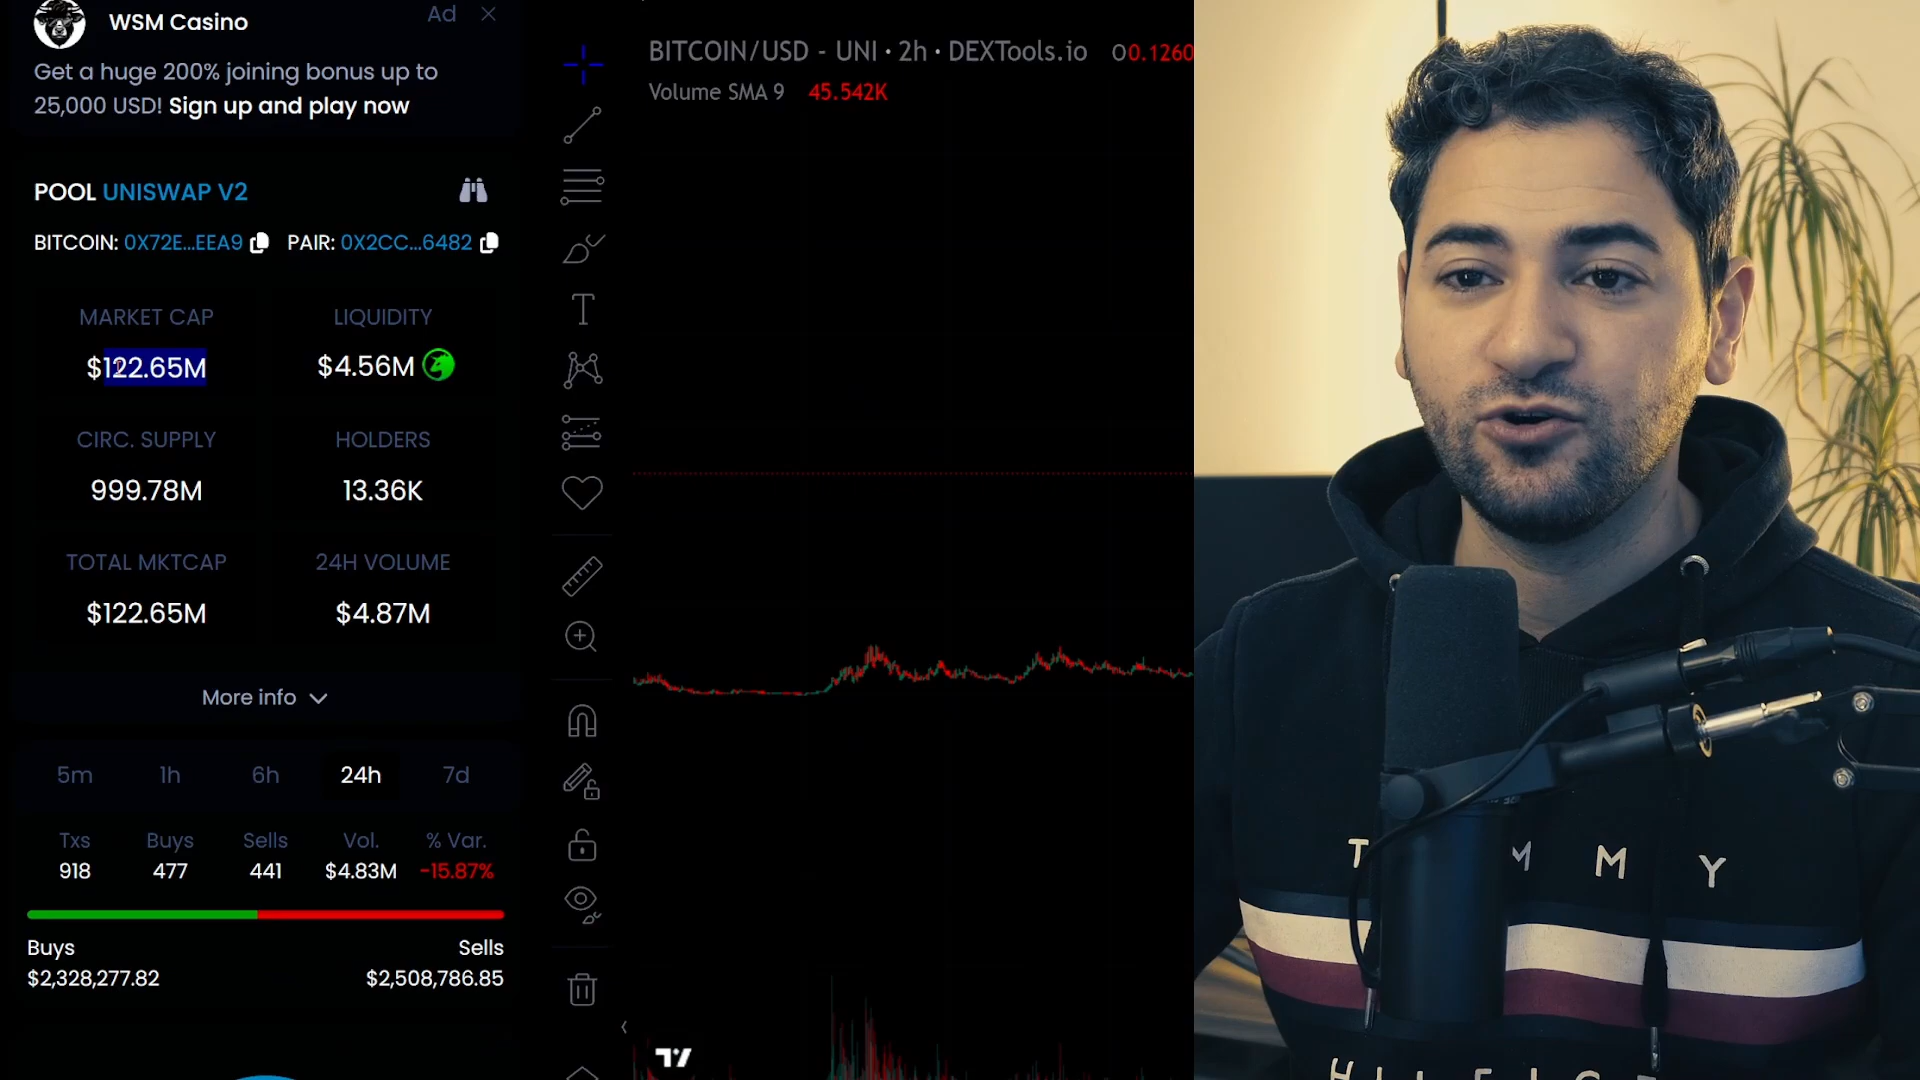 WSM Casino
Ad
Get a huge 200% joining bonus up to
25,000 USD! Sign up and play now
POOL UNISWAP V2
BITCOIN: 0X72E...EEA9 PAIR: 0X2CC...6482
MARKET CAP LIQUIDITY
$122.65M $4.56M
CIRC. SUPPLY HOLDERS
999.78M 13.36K
TOTAL MKTCAP 24H VOLUME
$122.65M $4.87M
More info
5m 1h 6h 24h 7d
Txs Buys Sells Vol. % Var.
918 477 441 $4.83M -15.87%
Buys Sells
$2,328,277.82 $2,508,786.85
BITCOIN/USD - UNI • 2h • DEXTools.io O0.1260
Volume SMA 9 45.542K
T M M Y